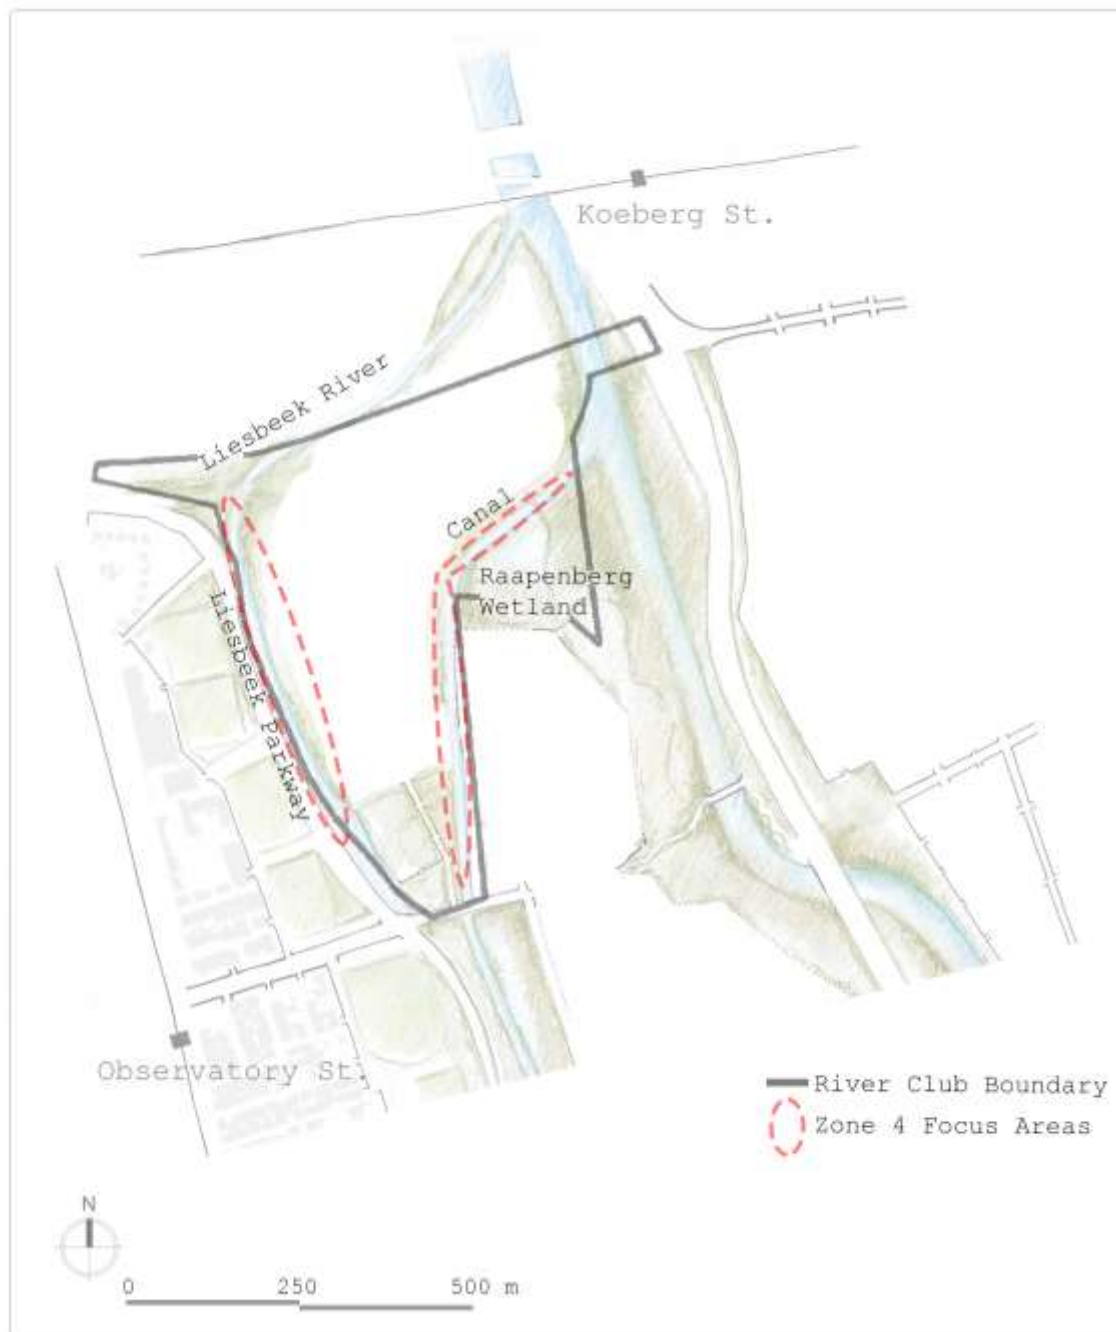 Koeberg St.
Liesbeek River
Canal
Raapenberg
Wetland
Liesbeek Parkway
Observatory St.
River Club Boundary
Zone 4 Focus Areas
N
0 250 500 m